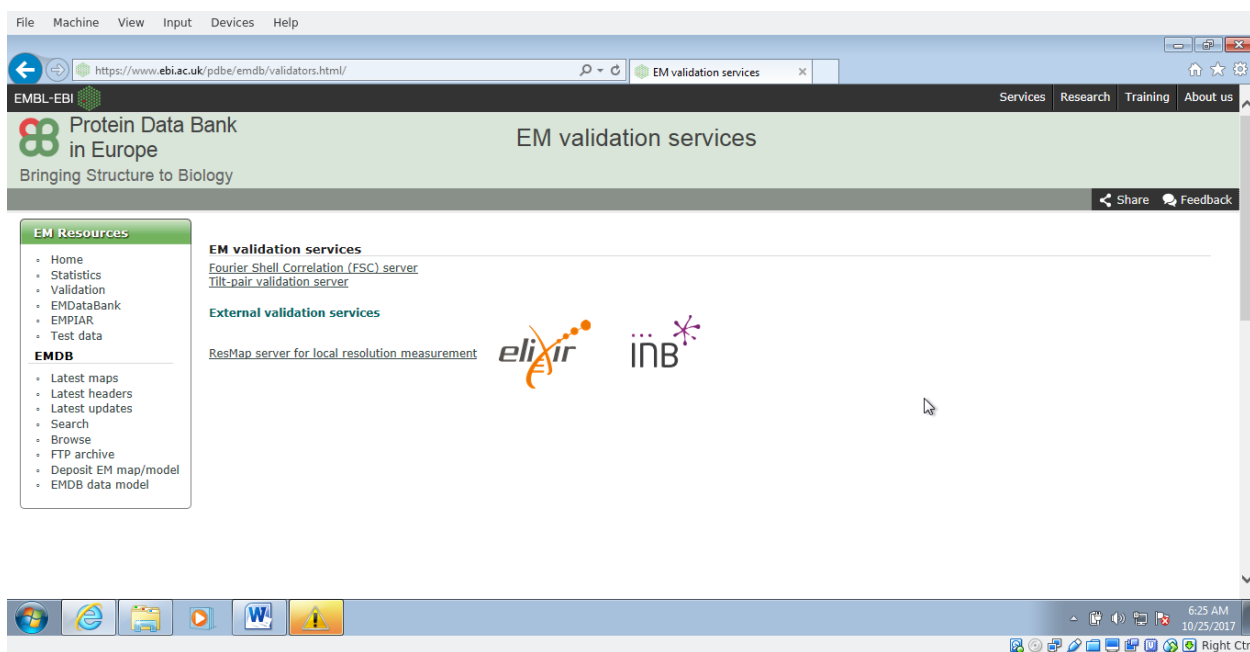 File Machine View Input Devices Help
https://www.ebi.ac.uk/pdbe/emdb/validators.html/
EM validation services
EMBL-EBI
Services Research Training About us
Protein Data Bank
in Europe
Bringing Structure to Biology
EM validation services
Share Feedback
EM Resources
Home
Statistics
Validation
EMDataBank
EMPIAR
Test data
EMDB
Latest maps
Latest headers
Latest updates
Search
Browse
FTP archive
Deposit EM map/model
EMDB data model
EM validation services
Fourier Shell Correlation (FSC) server
Tilt-pair validation server
External validation services
ResMap server for local resolution measurement
elixir
inB
W
6:25 AM
10/25/2017
Right Ctr